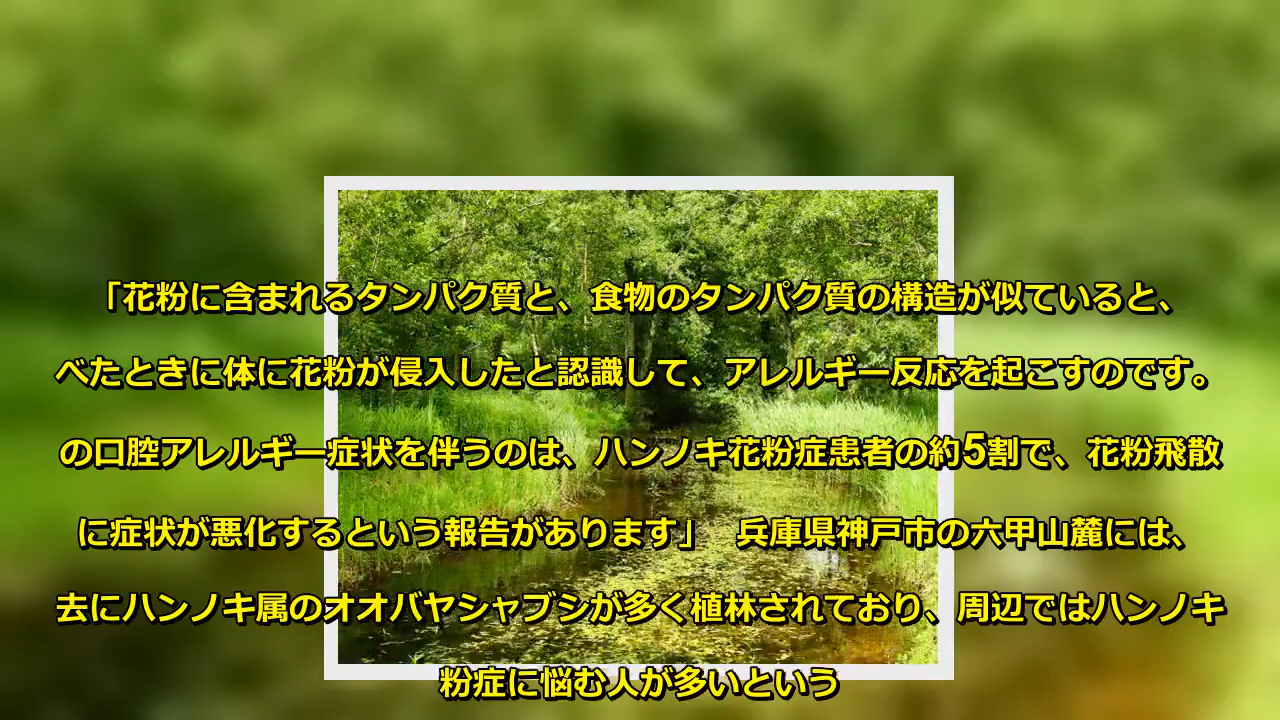 「花粉に含まれるタンパク質と、食物のタンパク質の構造が似ていると、
べたときに体に花粉が侵入したと認識して、アレルギー反応を起こすのです。
の口腔アレルギー症状を伴うのは、ハンノキ花粉症患者の約5割で、花粉飛散
に症状が悪化するという報告があります」 兵庫県神戸市の六甲山麓には、
去にハンノキ属のオオバヤシャブシが多く植林されており、周辺ではハンノキ
粉症に悩む人が多いという